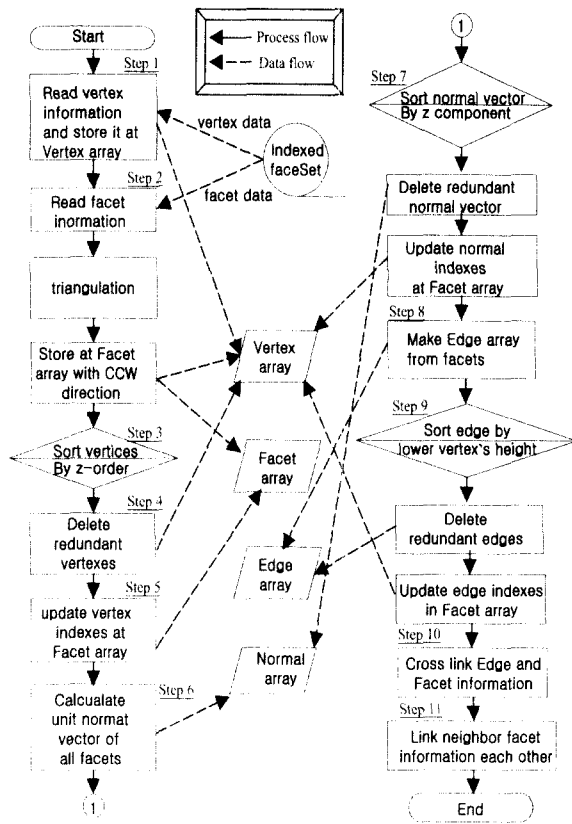 Start
Step 1
Read vertex
information
and store it at
Vertex array
Step 2
Read facet
inormation
triangulation
Store at Facet
array with CCW
direction
Step 3
Sort vertices
By z-order
Step 4
Delete
redundant
vertexes
Step 5
update vertex
indexes at
Facet array
Step 6
Calcualate
unit normat
vector of
all facets
1
Process flow
Data flow
vertex data
Indexed
faceSet
facet data
Vertex
array
Facet
array
Edge
array
Normal
array
1
Step 7
Sort normal vector
By z component
Delete redundant
normal vector
Update normal
indexes
at Facet array
Step 8
Make Edge array
from facets
Step 9
Sort edge by
lower vertex`s height
Delete
redundant edges
Update edge indexes
in Facet array
Step 10
Cross link Edge and
Facet information
Step 11
Link neighbor facet
information each other
End